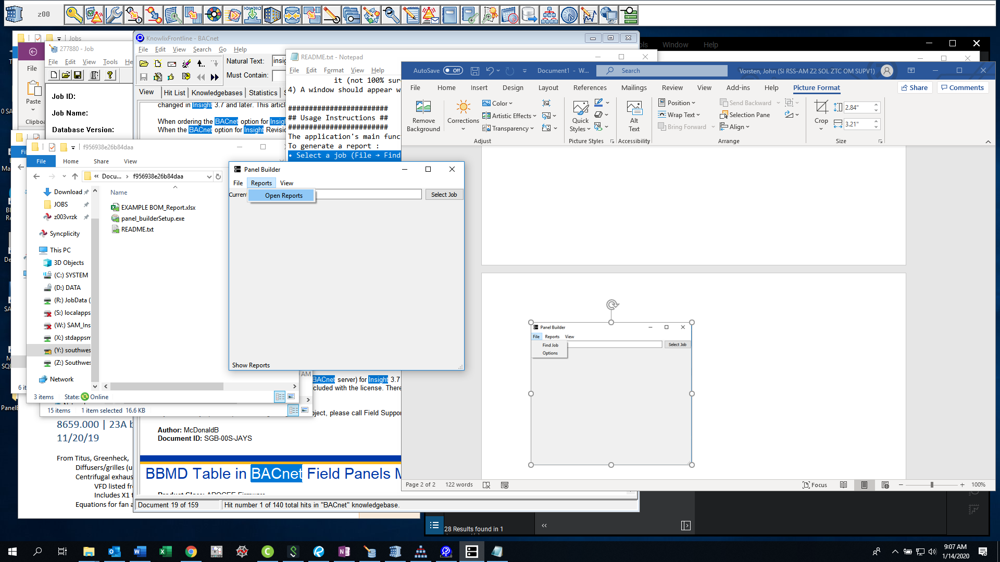 z00
Jobs
277880 - Job
File
Edit
View
Tools
He
File
Paste
Clipboa
Job ID:
Job Name:
Database Version:
KnowlixFrontline - BACnet
File
Edit
View
Search
Go
Help
Natural Text:
insig
Must Contain:
View
Hit List
Knowledgebases
Statistics
S
changed in Insight 3.7 and later. This articl
When ordering the BACnet option for Insigh
When the BACnet option for Insight Revisio
README.txt - Notepad
File
Edit
Format
View
Help
it (not 100% sur
4) A window should appear w
########################
## Usage Instructions ##
########################
The application's main func
To generate a report :
• Select a job (File → Find
ols
Window
Help
AutoSave
Off
Document1 - W...
Search
Vorsten, John (SI RSS-AM Z2 SOL ZTC OM SUPV1)
File
Home
Insert
Design
Layout
References
Mailings
Review
View
Add-ins
Help
Picture Format
Share
Comments
Remove
Background
Corrections
Color
Artistic Effects
Transparency
Adjust
Quick
Styles
Picture Styles
Alt
Text
Accessibility
Position
Wrap Text
Bring Forward
Send Backward
Selection Pane
Align
Arrange
Crop
2.84"
3.21"
Size
f956938e26b84daa
File
Home
Share
View
« Docu... › f956938e26b84daa
Download
JOBS
z003vrzk
Syncplicity
This PC
3D Objects
(C:) SYSTEM
(D:) DATA
(R:) JobData (
(S:) localapps
(W:) SAM_Ins
(X:) stdappsm
(Y:) southwes
(Z:) Southwes
Network
Name
EXAMPLE BOM_Report.xlsx
panel_builderSetup.exe
README.txt
3 items
State:
Online
15 items
1 item selected
16.6 KB
6 it
Panel Builder
File
Reports
View
Current
Open Reports
Select Job
Show Reports
AM
BACnet server) for Insight 3.7
cluded with the license. There
oject, please call Field Suppo
Author: McDonaldB
Document ID: SGB-00S-JAYS
BBMD Table in BACnet Field Panels M
Document 19 of 159
Hit number 1 of 140 total hits in "BACnet" knowledgebase.
8659.000 | 23A b
11/20/19
From Titus, Greenheck,
Diffusers/grilles (u
Centrifugal exhaus
VFD listed fr
Includes X1 f
Equations for fan a
Panel Builder
File
Reports
View
Find Job
Options
Select Job
Page 2 of 2
122 words
Focus
100%
28 Results found in 1
9:07 AM
1/14/2020